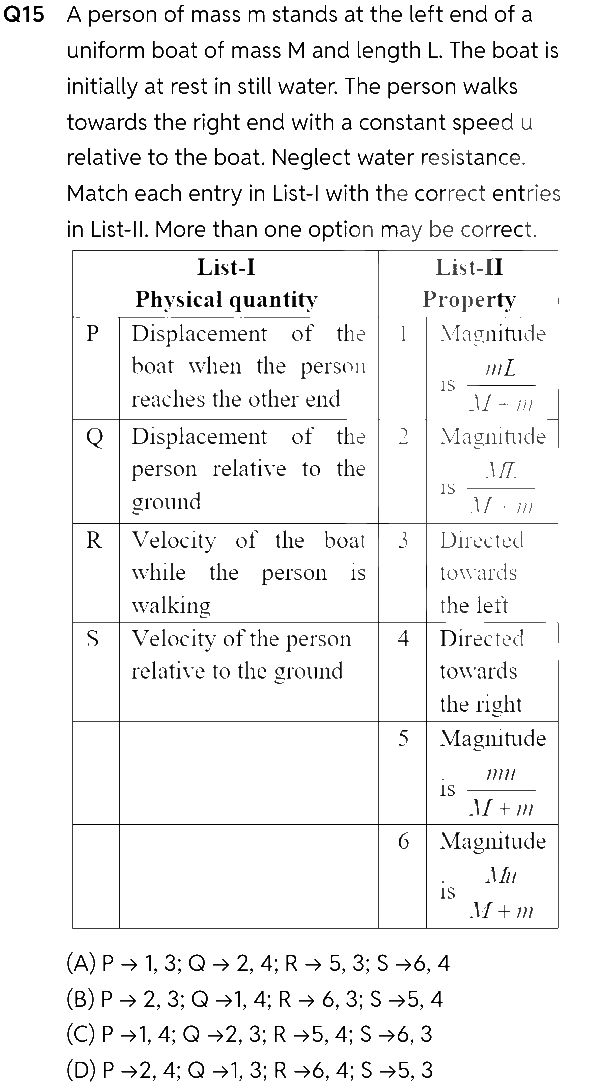 Q15 A person of mass m stands at the left end of a
uniform boat of mass M and length L. The boat is
initially at rest in still water. The person walks
towards the right end with a constant speed u
relative to the boat. Neglect water resistance.
Match each entry in List-I with the correct entries
in List-II. More than one option may be correct.
List-I List-II
Physical quantity Property
P Displacement of the 1 Magnitude
boat when the person is mL
reaches the other end M m
Q Displacement of the 2 Magnitude
person relative to the is
ground M m
R Velocity of the boat 3 Directed
while the person is towards
walking the left
S Velocity of the person 4 Directed
relative to the ground towards
the right
5 Magnitude
is mu
M + m
6 Magnitude
is Mu
M + m
(A) P → 1, 3; Q → 2, 4; R → 5, 3; S →6, 4
(B) P → 2, 3; Q →1, 4; R → 6, 3; S →5, 4
(C) P →1, 4; Q →2, 3; R →5, 4; S →6, 3
(D) P →2, 4; Q →1, 3; R →6, 4; S →5, 3